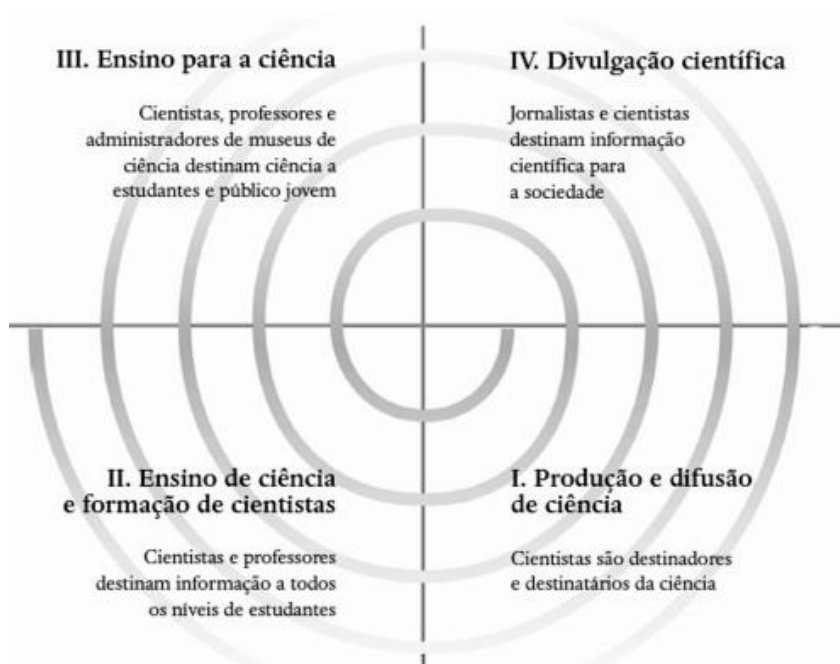 III. Ensino para a ciência
Cientistas, professores e
administradores de museus de
ciência destinam ciência a
estudantes e público jovem
IV. Divulgação científica
Jornalistas e cientistas
destinam informação
científica para
a sociedade
II. Ensino de ciência
e formação de cientistas
Cientistas e professores
destinam informação a todos
os níveis de estudantes
I. Produção e difusão
de ciência
Cientistas são destinadores
e destinatários da ciência